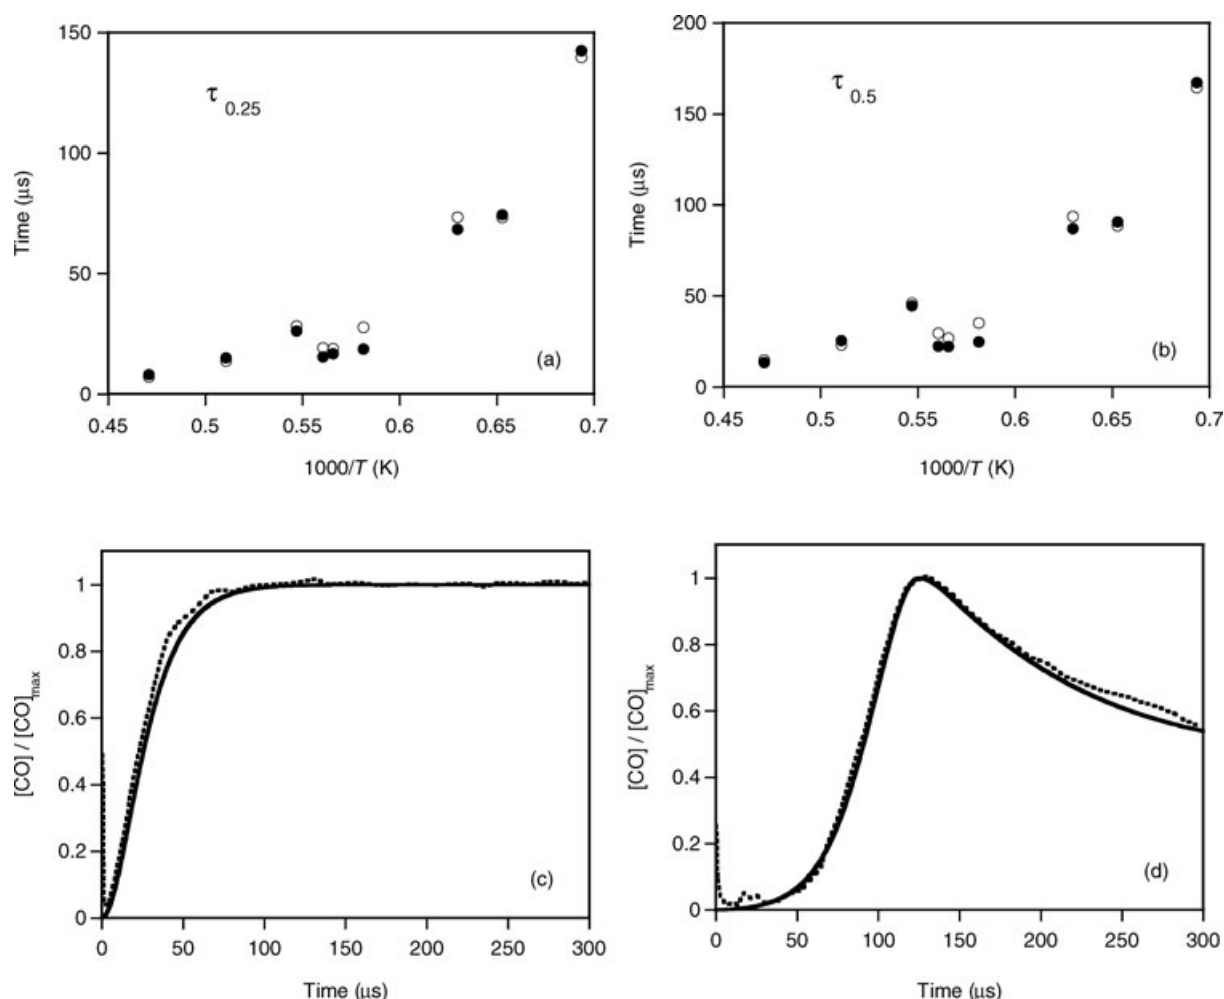 150
100
50
0
Time (μs)
τ 0.25
(a)
0.45 0.5 0.55 0.6 0.65 0.7
1000/T (K)
200
150
100
50
0
Time (μs)
τ 0.5
(b)
0.45 0.5 0.55 0.6 0.65 0.7
1000/T (K)
1
0.8
0.6
0.4
0.2
0
[CO] / [CO]max
(c)
0 50 100 150 200 250 300
Time (μs)
1
0.8
0.6
0.4
0.2
0
[CO] / [CO]max
(d)
0 50 100 150 200 250 300
Time (μs)